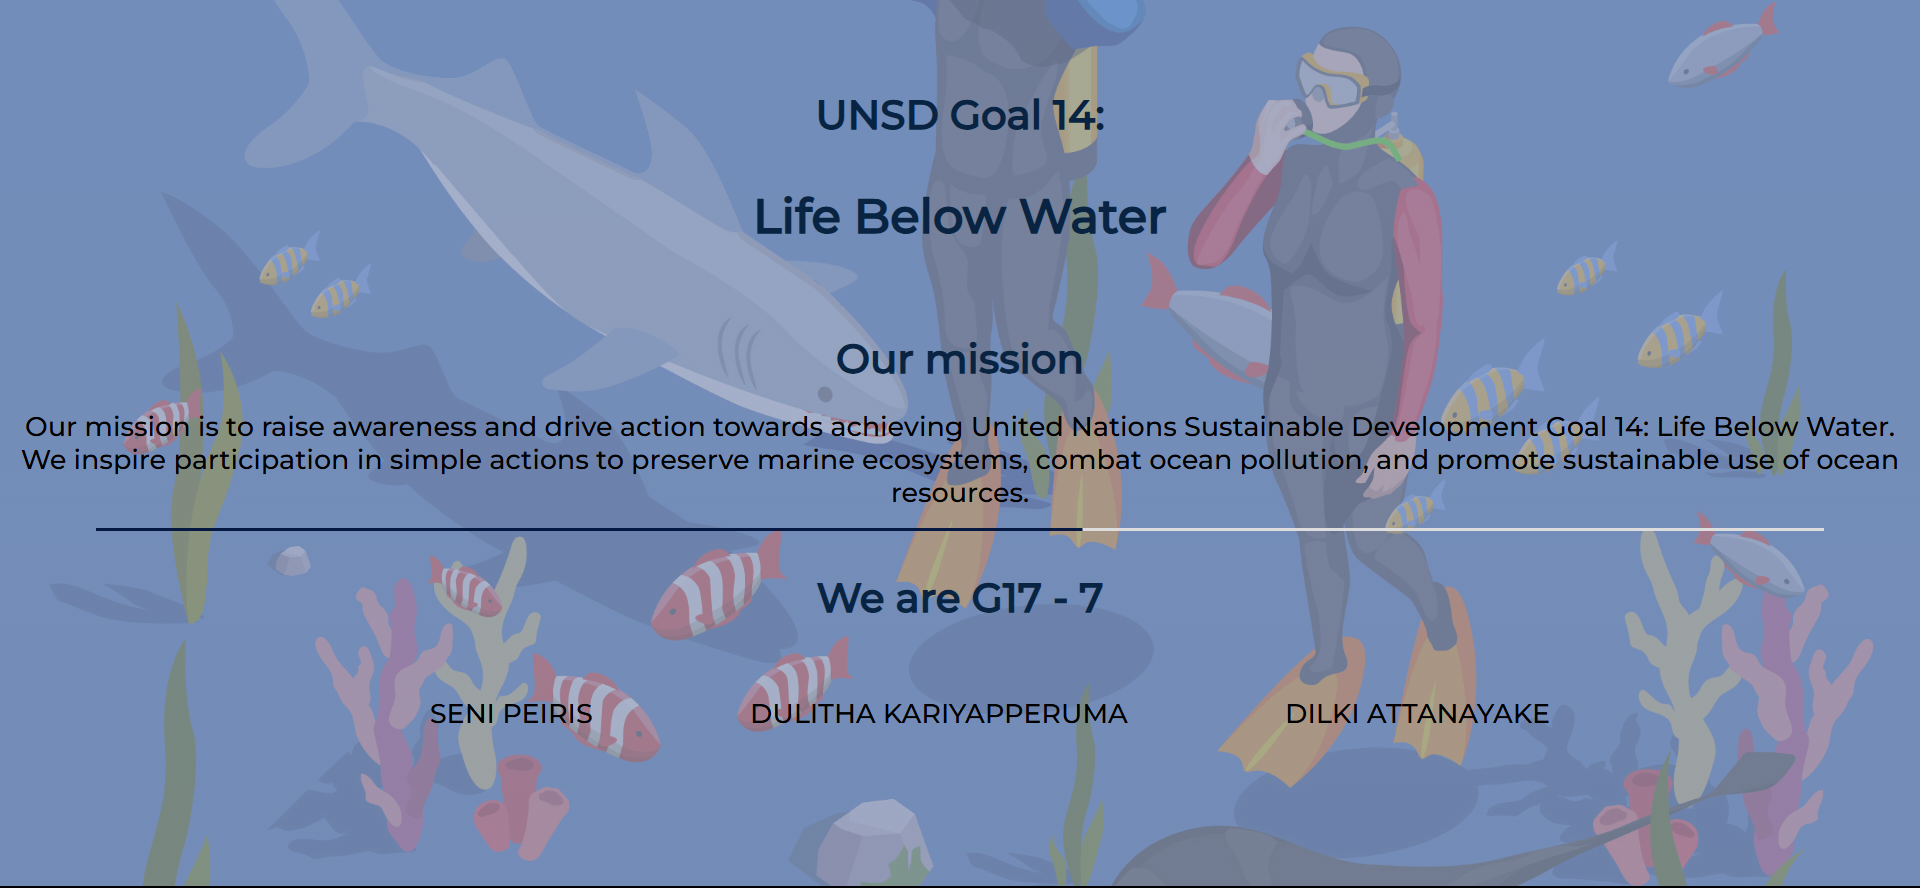 UNSD Goal 14:
Life Below Water
Our mission
Our mission is to raise awareness and drive action towards achieving United Nations Sustainable Development Goal 14: Life Below Water.
We inspire participation in simple actions to preserve marine ecosystems, combat ocean pollution, and promote sustainable use of ocean
resources.
We are G17 - 7
SENI PEIRIS DULITHA KARIYAPPERUMA DILKI ATTANAYAKE